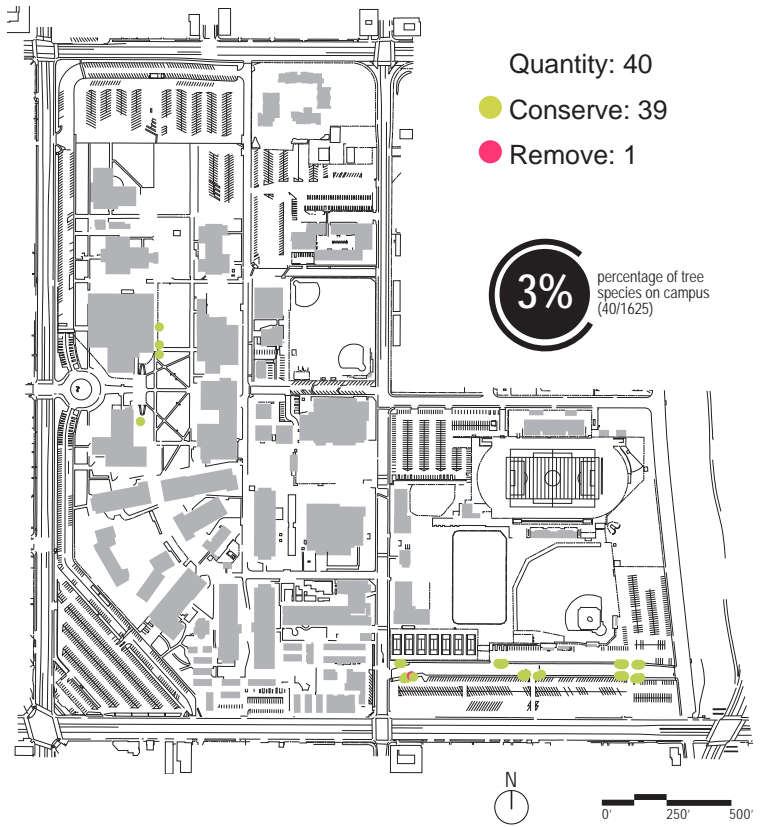 Quantity: 40
Conserve: 39
Remove: 1
3%
percentage of tree
species on campus
(40/1625)
N
0' 250' 500'